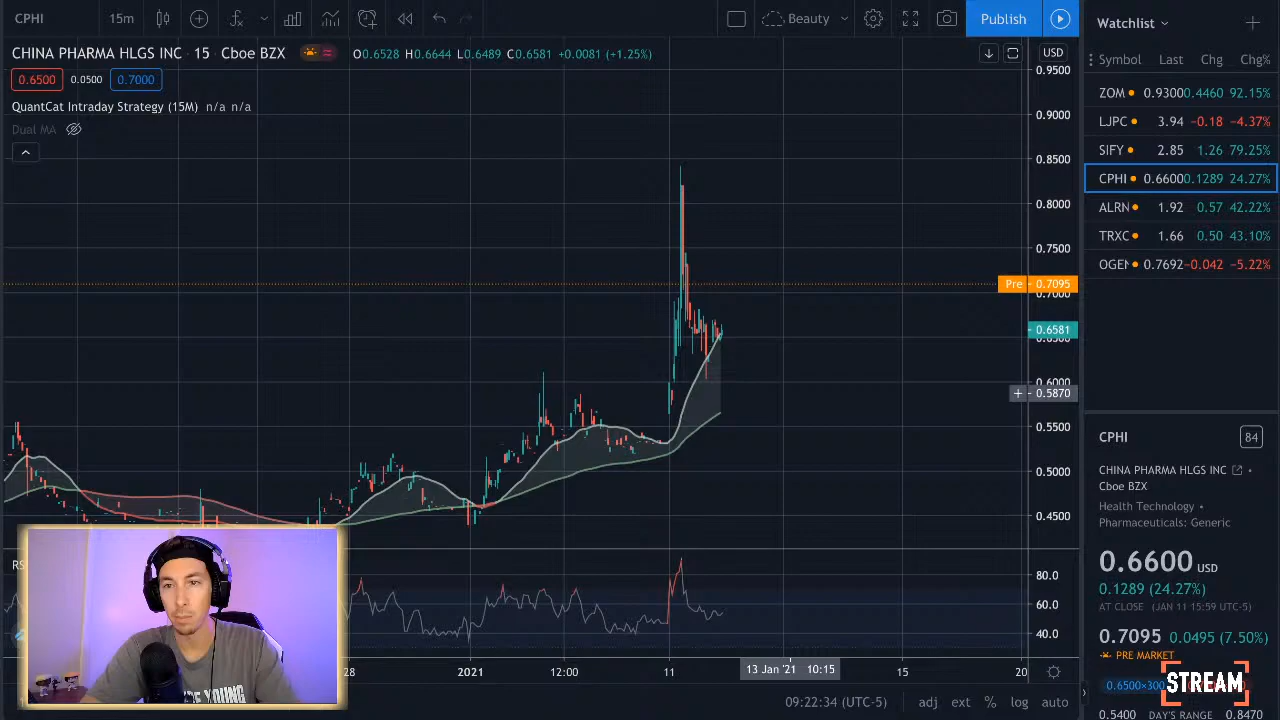 CPHI
15m
Beauty
Publish
CHINA PHARMA HLGS INC · 15 · Cboe BZX
O0.6528 H0.6644 L0.6489 C0.6581 +0.0081 (+1.25%)
0.6500 0.0500 0.7000
QuantCat Intraday Strategy (15M) n/a n/a
Dual MA
USD
0.9500
0.9000
0.8500
0.8000
0.7500
Pre 0.7095
0.7000
0.6581
0.6500
0.6000
0.5870
0.5500
0.5000
0.4500
RS
80.0
60.0
40.0
28 2021 12:00 11 13 Jan '21 10:15 15 20
09:22:34 (UTC-5) adj ext % log auto
Watchlist
Symbol Last Chg Chg%
ZOM 0.9300 0.4460 92.15%
LJPC 3.94 −0.18 −4.37%
SIFY 2.85 1.26 79.25%
CPHI 0.6600 0.1289 24.27%
ALRN 1.92 0.57 42.22%
TRXC 1.66 0.50 43.10%
OGEN 0.7692 −0.042 −5.22%
CPHI 84
CHINA PHARMA HLGS INC •
Cboe BZX
Health Technology •
Pharmaceuticals: Generic
0.6600 USD
0.1289 (24.27%)
AT CLOSE (JAN 11 15:59 UTC-5)
0.7095 0.0495 (7.50%)
PRE MARKET
0.6500×300
STREAM
0.5400 DAY'S RANGE 0.8470